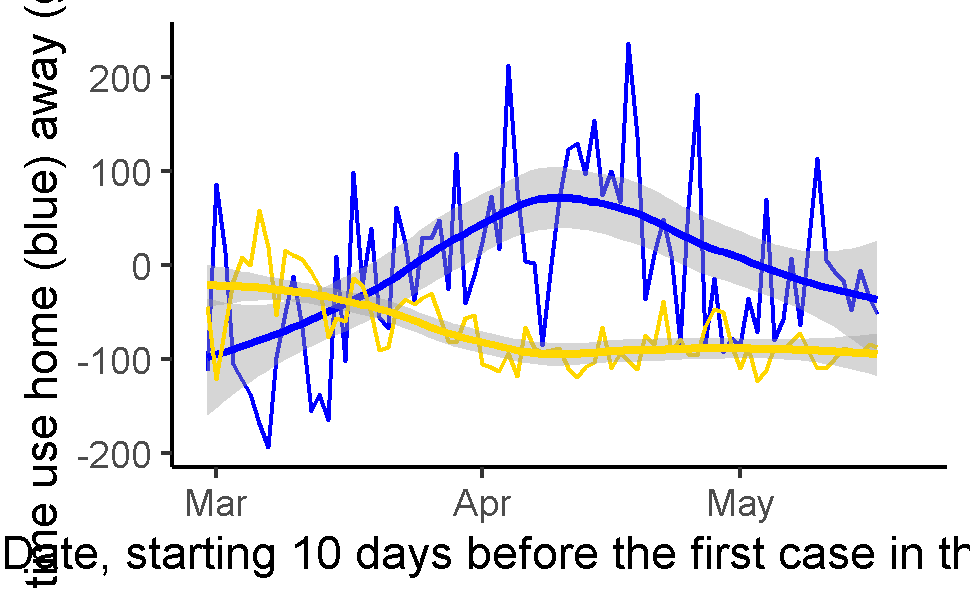 time use home (blue) away (
200
100
0
-100
-200
Mar
Apr
May
Date, starting 10 days before the first case in th